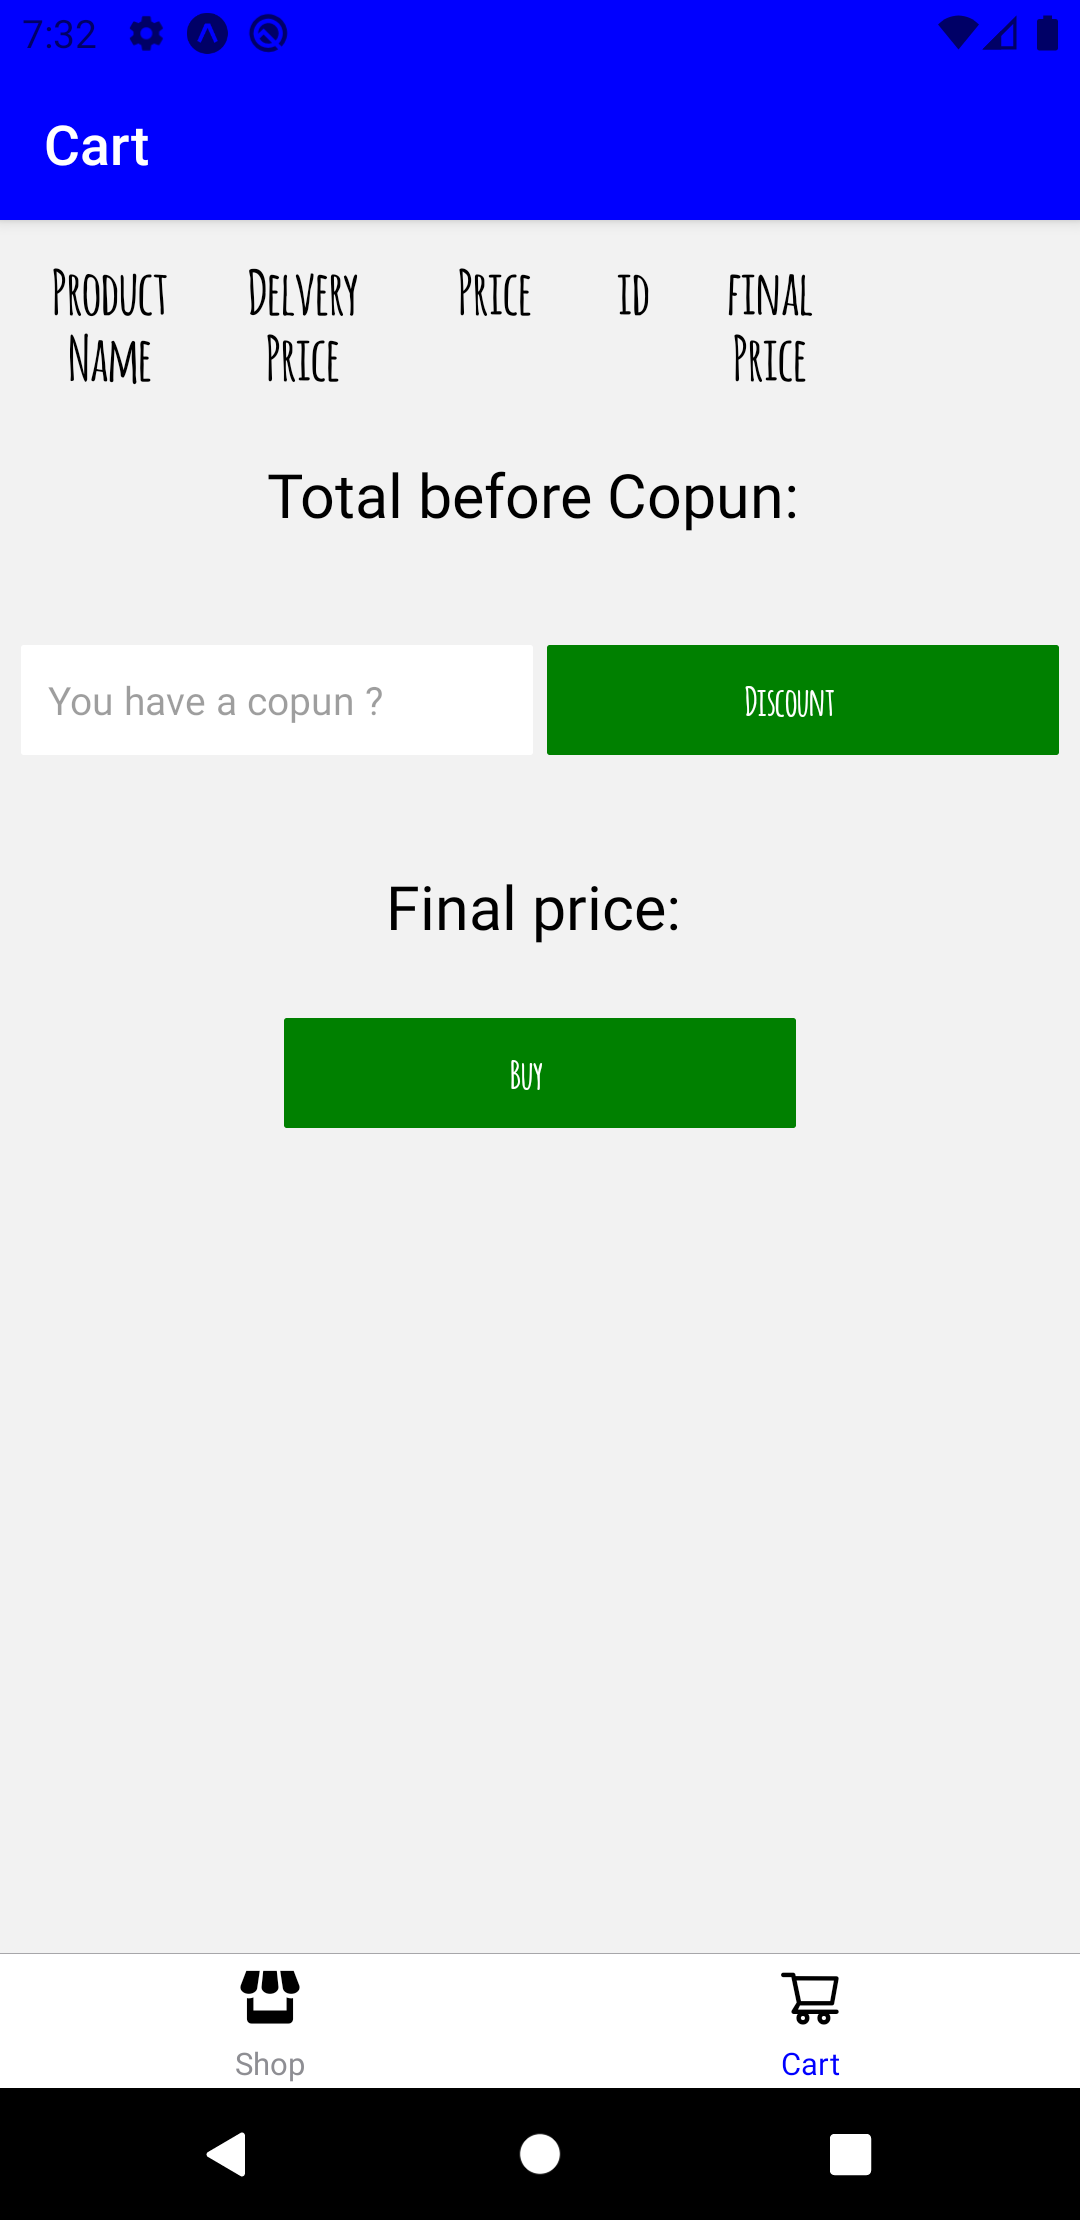 7:32
Cart
Product Delvery Price id final
Name Price Price
Total before Copun:
You have a copun ? Discount
Final price:
Buy
Shop Cart